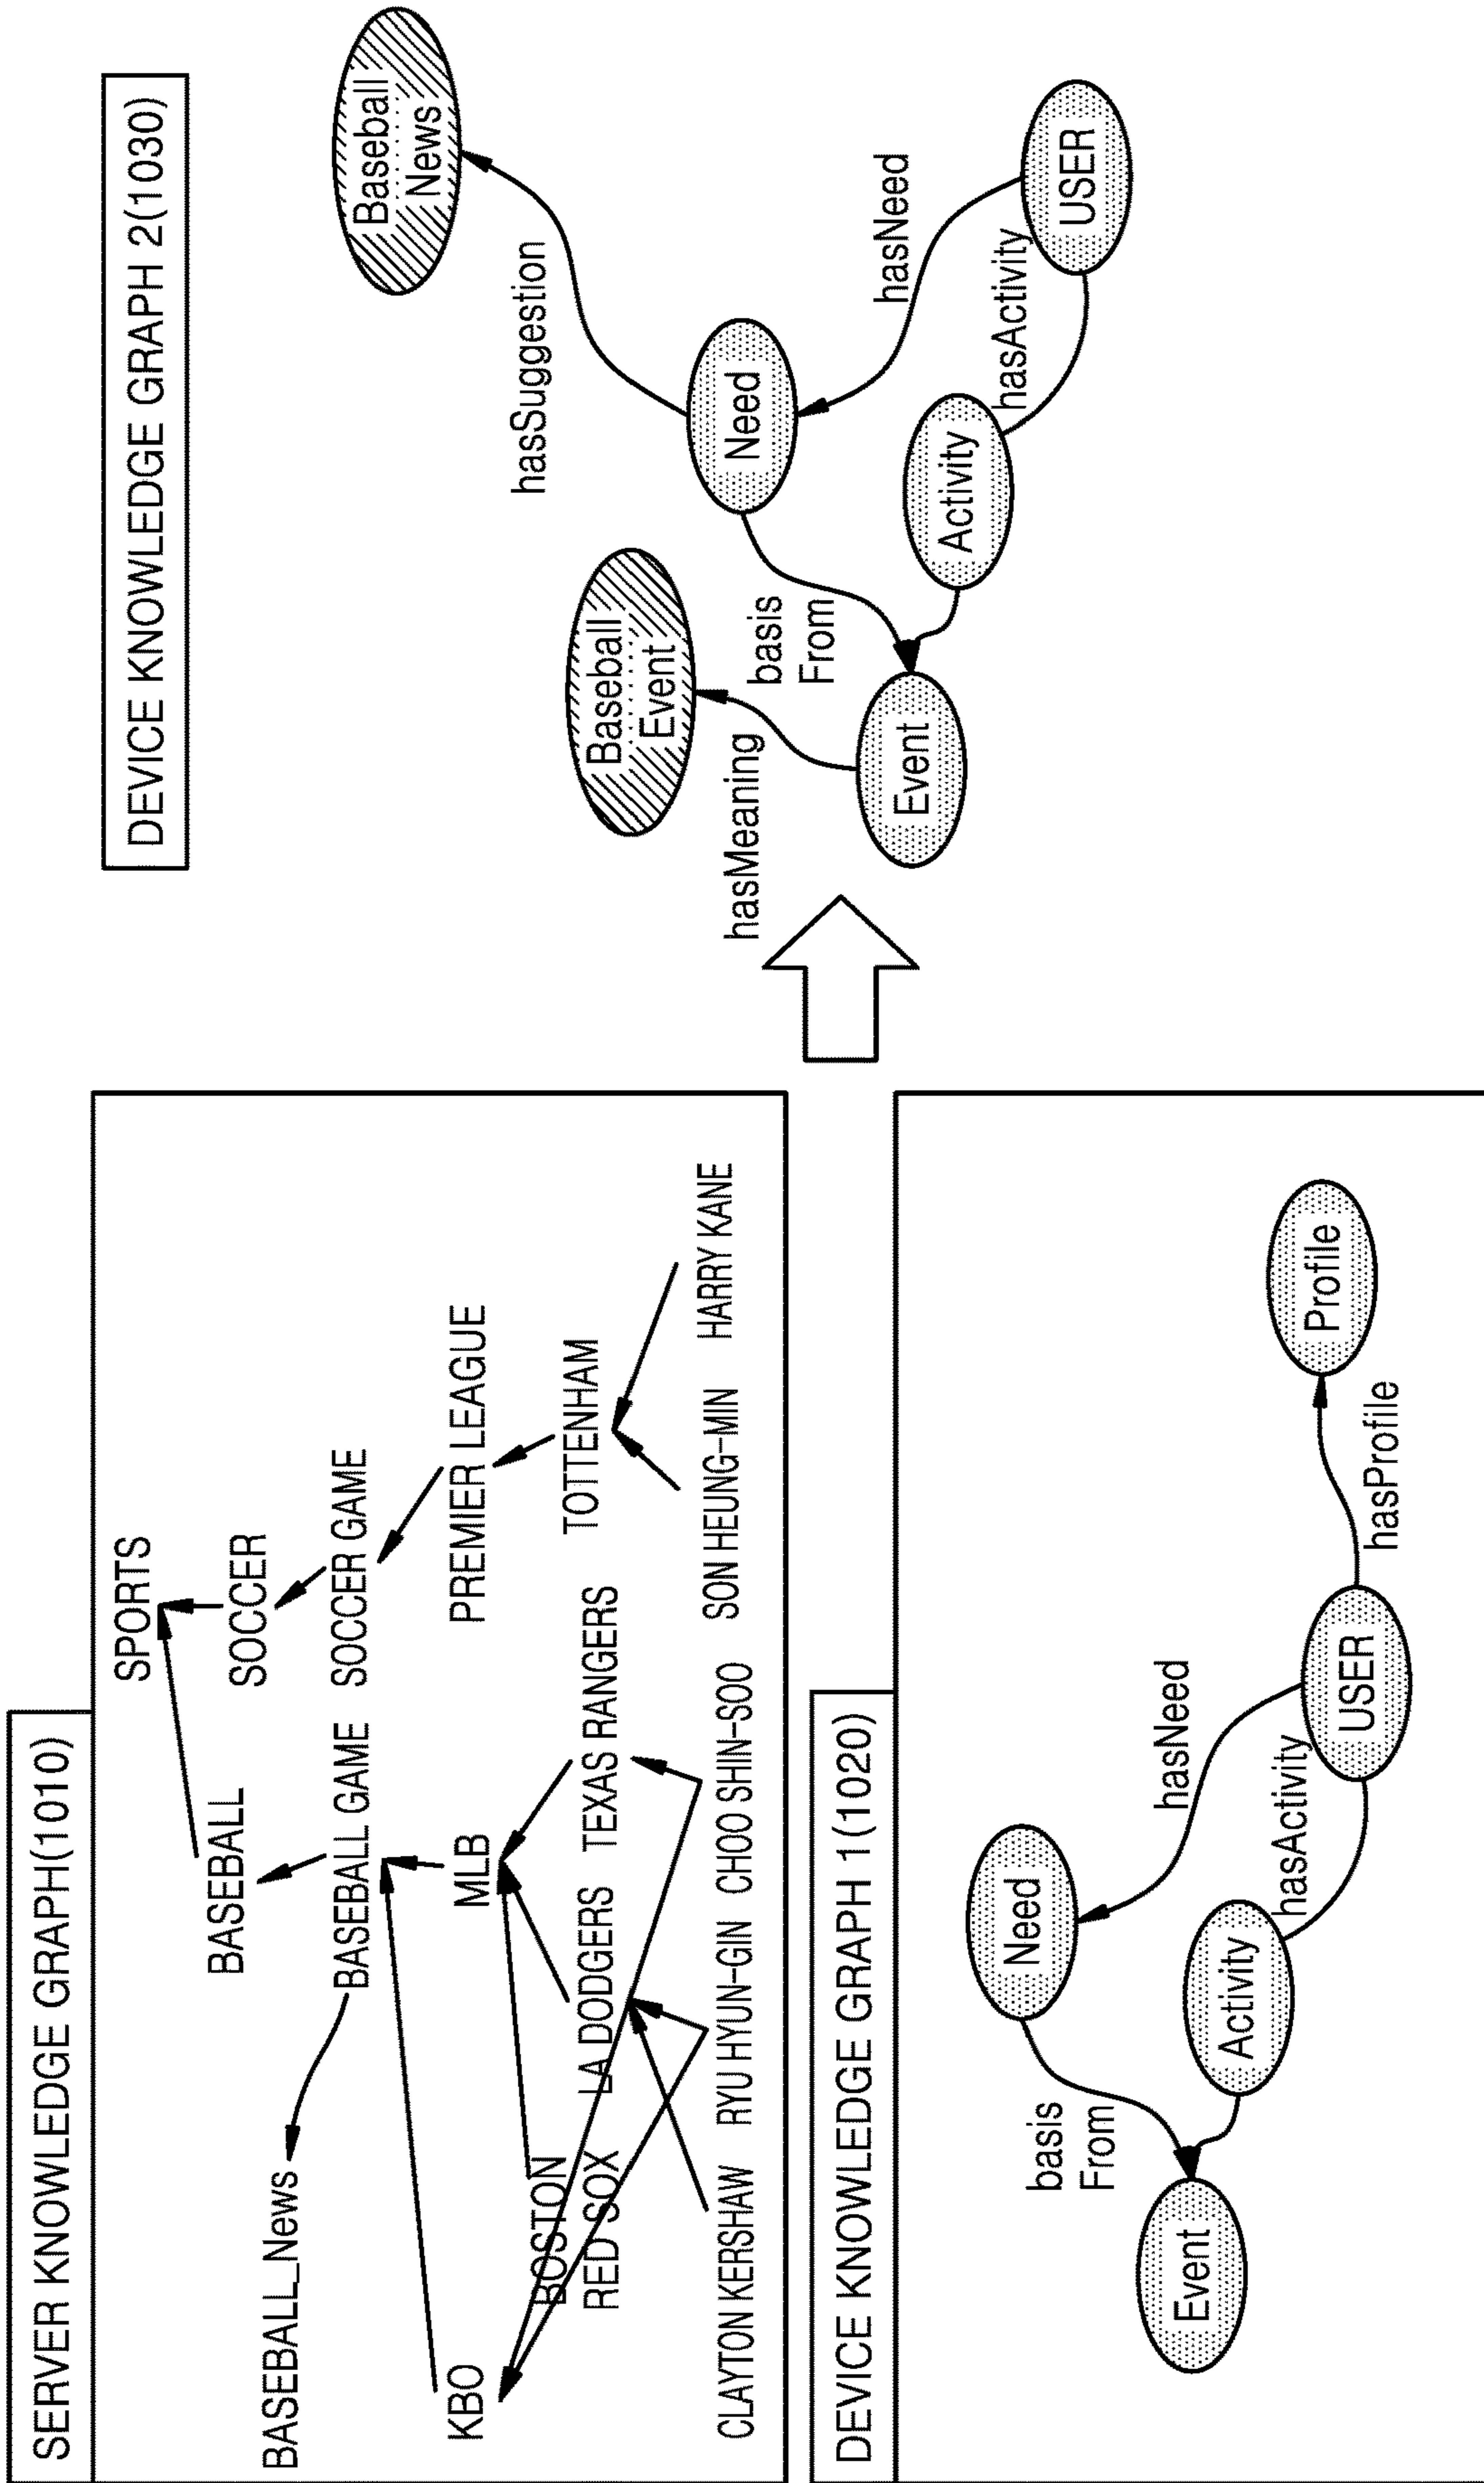 SERVER KNOWLEDGE GRAPH(1010)
SPORTS
BASEBALL
SOCCER
BASEBALL_News
BASEBALL GAME
SOCCER GAME
KBO
MLB
PREMIER LEAGUE
BOSTON
RED SOX
LA DODGERS
TEXAS RANGERS
TOTTENHAM
CLAYTON KERSHAW
RYU HYUN-GIN
CHOO SHIN-SOO
SON HEUNG-MIN
HARRY KANE
DEVICE KNOWLEDGE GRAPH 1(1020)
Need
basis
From
hasNeed
Event
Activity
hasActivity
USER
hasProfile
Profile
DEVICE KNOWLEDGE GRAPH 2(1030)
Baseball
News
hasSuggestion
Baseball
Event
Need
hasMeaning
basis
From
hasNeed
Event
Activity
hasActivity
USER